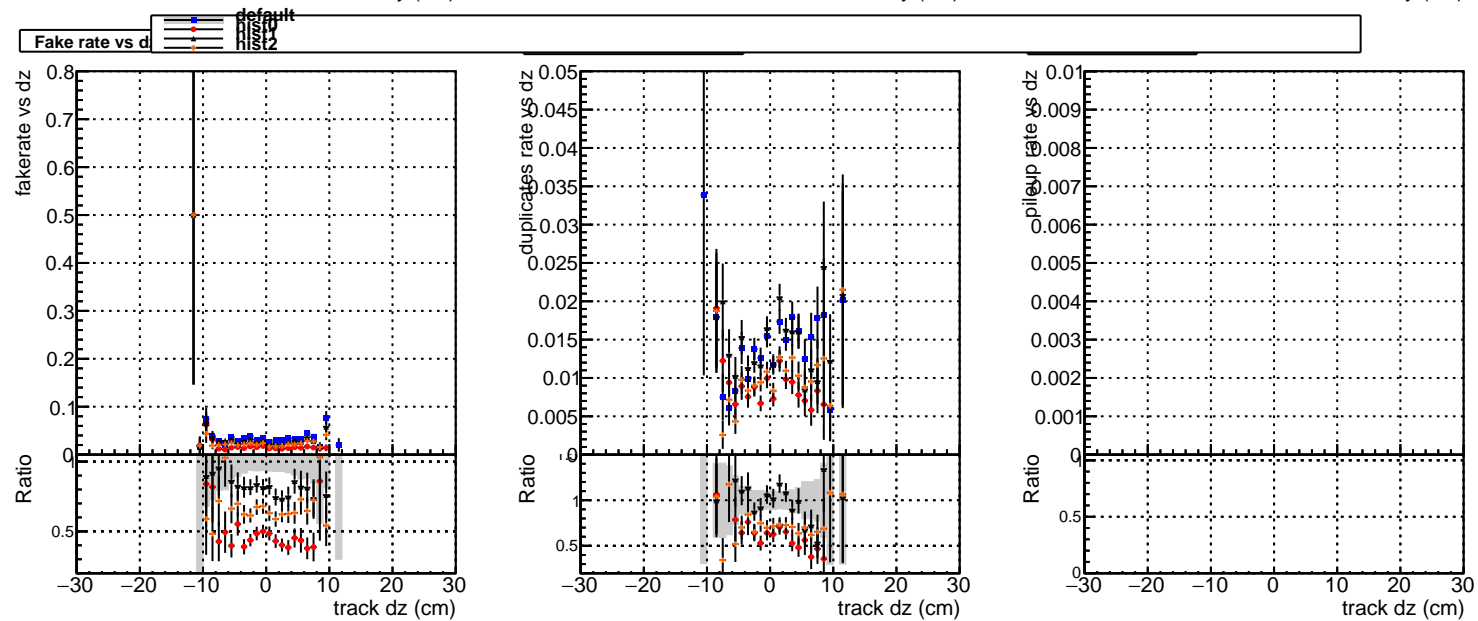 default
hist0
hist1
hist2
Fake rate vs dz
fakerate vs dz
0.8
0.7
0.6
0.5
0.4
0.3
0.2
0.1
0
Ratio
1
0.5
−30 −20 −10 0 10 20 30
track dz (cm)
duplicates rate vs dz
0.05
0.045
0.04
0.035
0.03
0.025
0.02
0.015
0.01
0.005
0
Ratio
1
0.5
−30 −20 −10 0 10 20 30
track dz (cm)
pileup rate vs dz
0.01
0.009
0.008
0.007
0.006
0.005
0.004
0.003
0.002
0.001
0
Ratio
1
0.5
0
−30 −20 −10 0 10 20 30
track dz (cm)